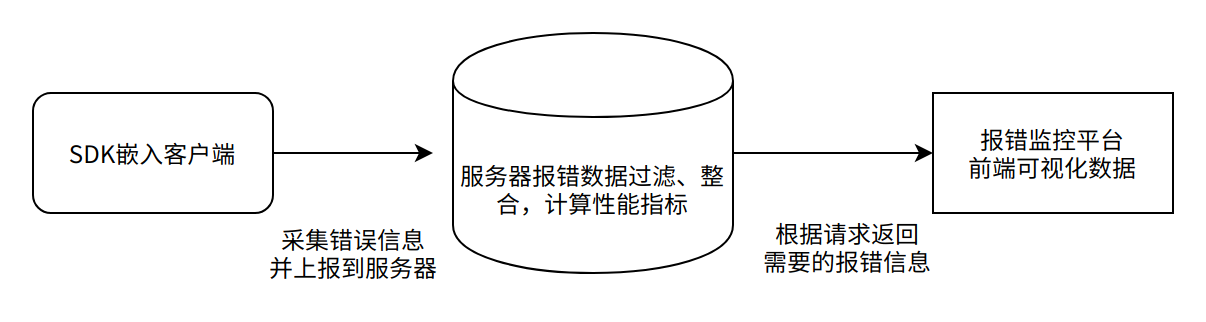 SDK嵌入客户端
采集错误信息
并上报到服务器
服务器报错数据过滤、整
合，计算性能指标
根据请求返回
需要的报错信息
报错监控平台
前端可视化数据